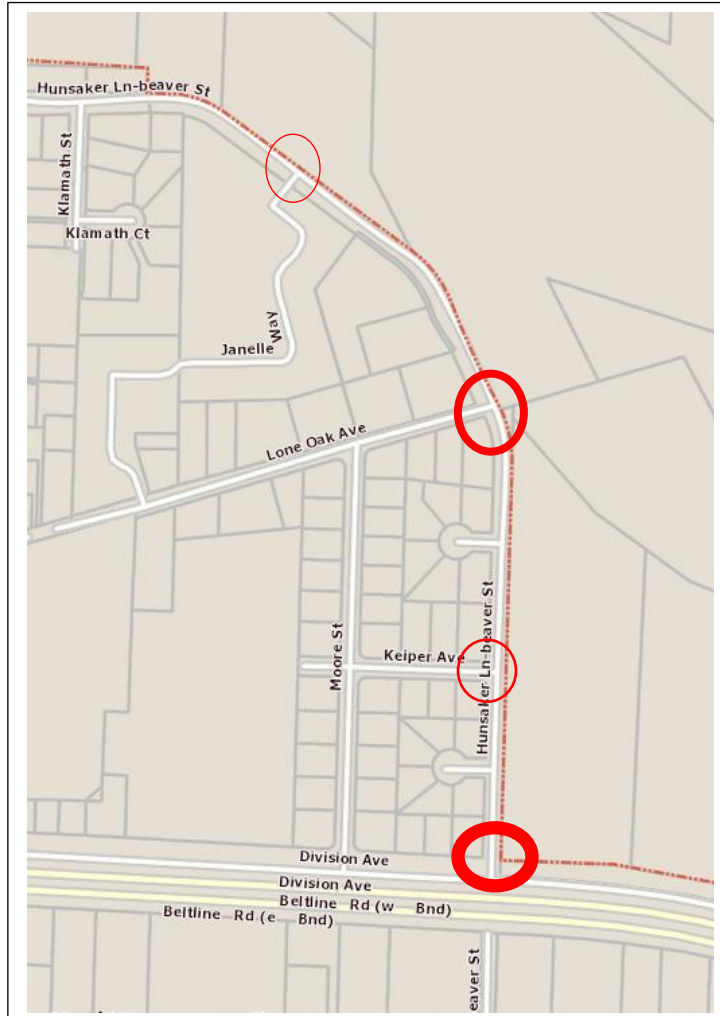 Hunsaker Ln-beaver St
Klamath St
Klamath Ct
Janelle Way
Lone Oak Ave
Hunsaker Ln-beaver St
Keiper Ave
Moore St
Division Ave
Division Ave
Beltline Rd (w Bnd)
Beltline Rd (e Bnd)
eaver St